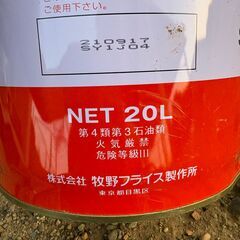 ご使用下さい。
210917
SY1J04
NET 20L
第4類第3石油類
火気厳禁
危険等級III
株式会社 牧野フライス製作所
東京都目黒区